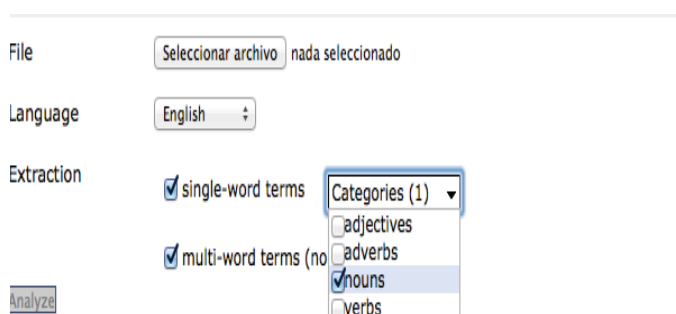 File Seleccionar archivo nada seleccionado
Language English
Extraction
single-word terms Categories (1)
adjectives
multi-word terms (no adverbs
nouns
Analyze verbs